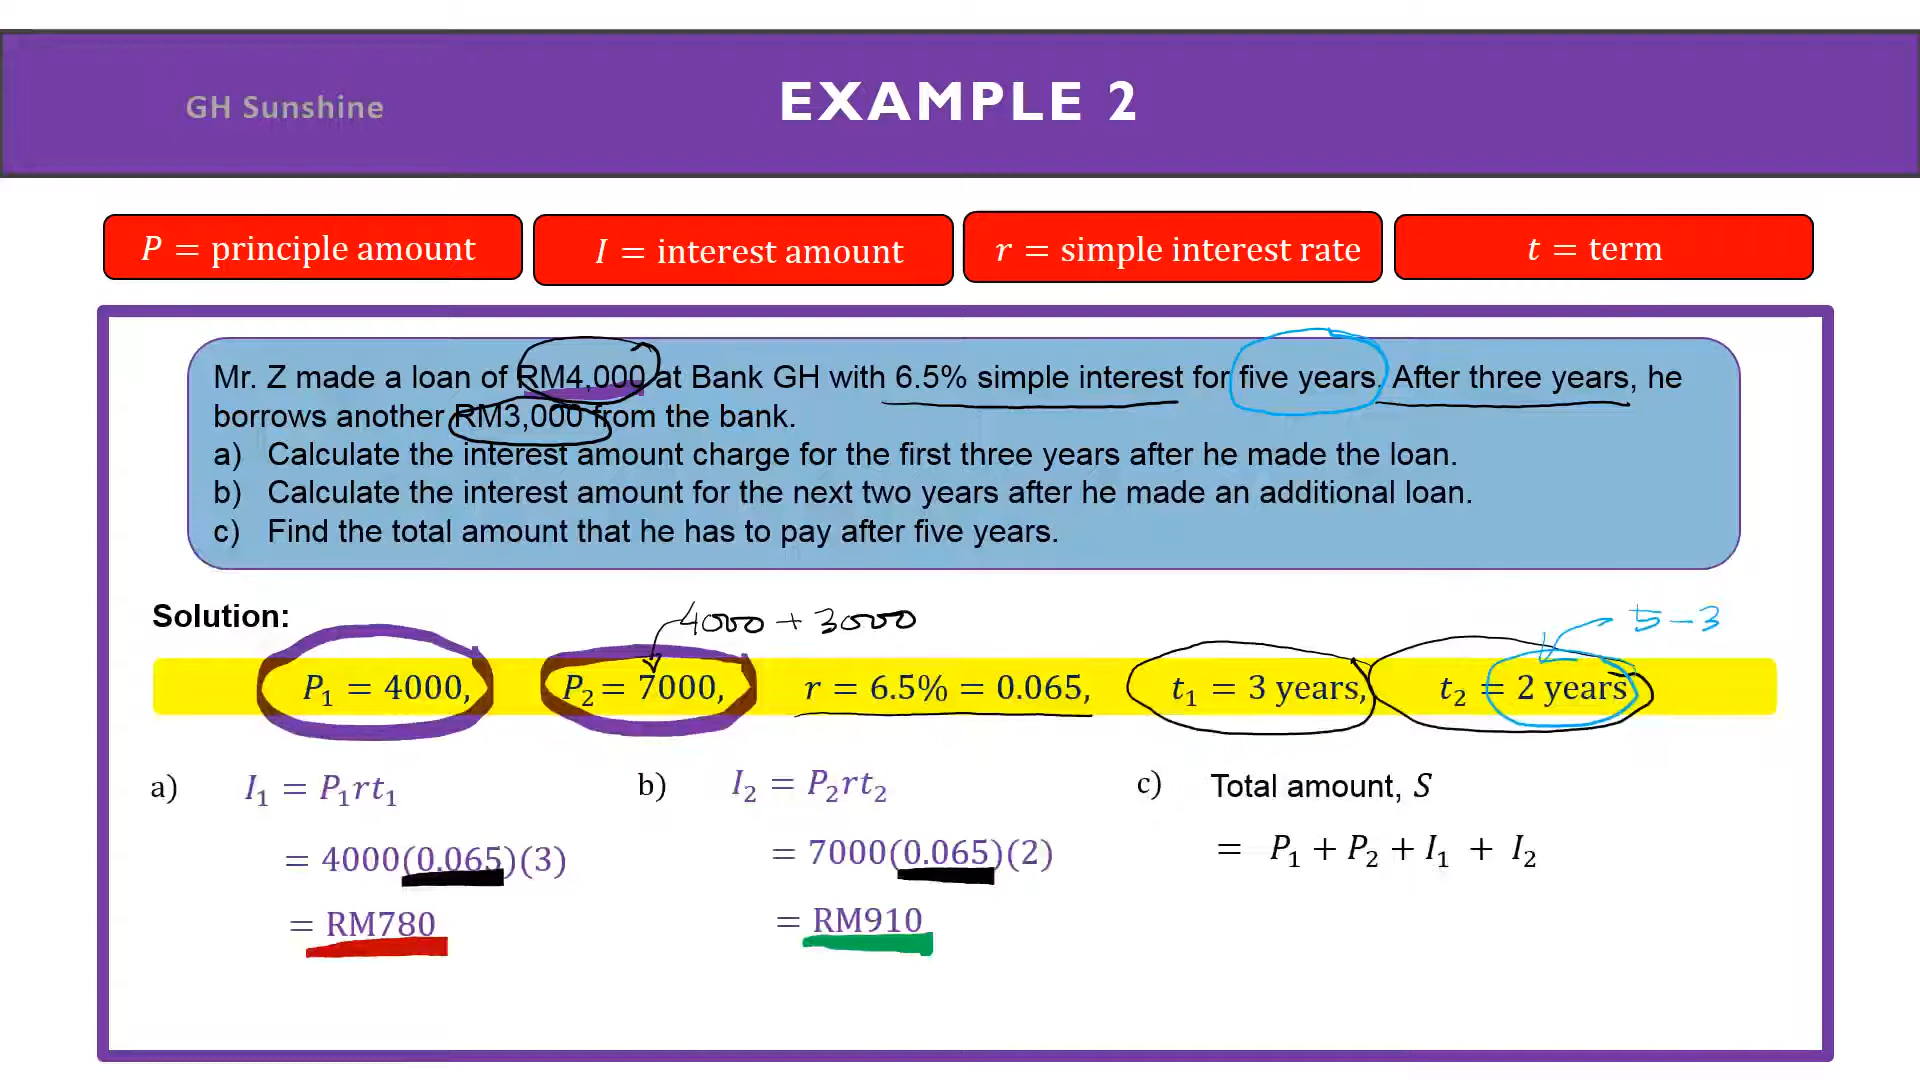 GH Sunshine
EXAMPLE 2
P = principle amount
I = interest amount
r = simple interest rate
t = term
Mr. Z made a loan of RM4,000 at Bank GH with 6.5% simple interest for five years. After three years, he
borrows another RM3,000 from the bank.
a) Calculate the interest amount charge for the first three years after he made the loan.
b) Calculate the interest amount for the next two years after he made an additional loan.
c) Find the total amount that he has to pay after five years.
Solution:
4000 + 3000
5 - 3
P₁ = 4000, P₂ = 7000, r = 6.5% = 0.065, t₁ = 3 years, t₂ = 2 years
a) I₁ = P₁rt₁
= 4000(0.065)(3)
= RM780
b) I₂ = P₂rt₂
= 7000(0.065)(2)
= RM910
c) Total amount, S
= P₁ + P₂ + I₁ + I₂